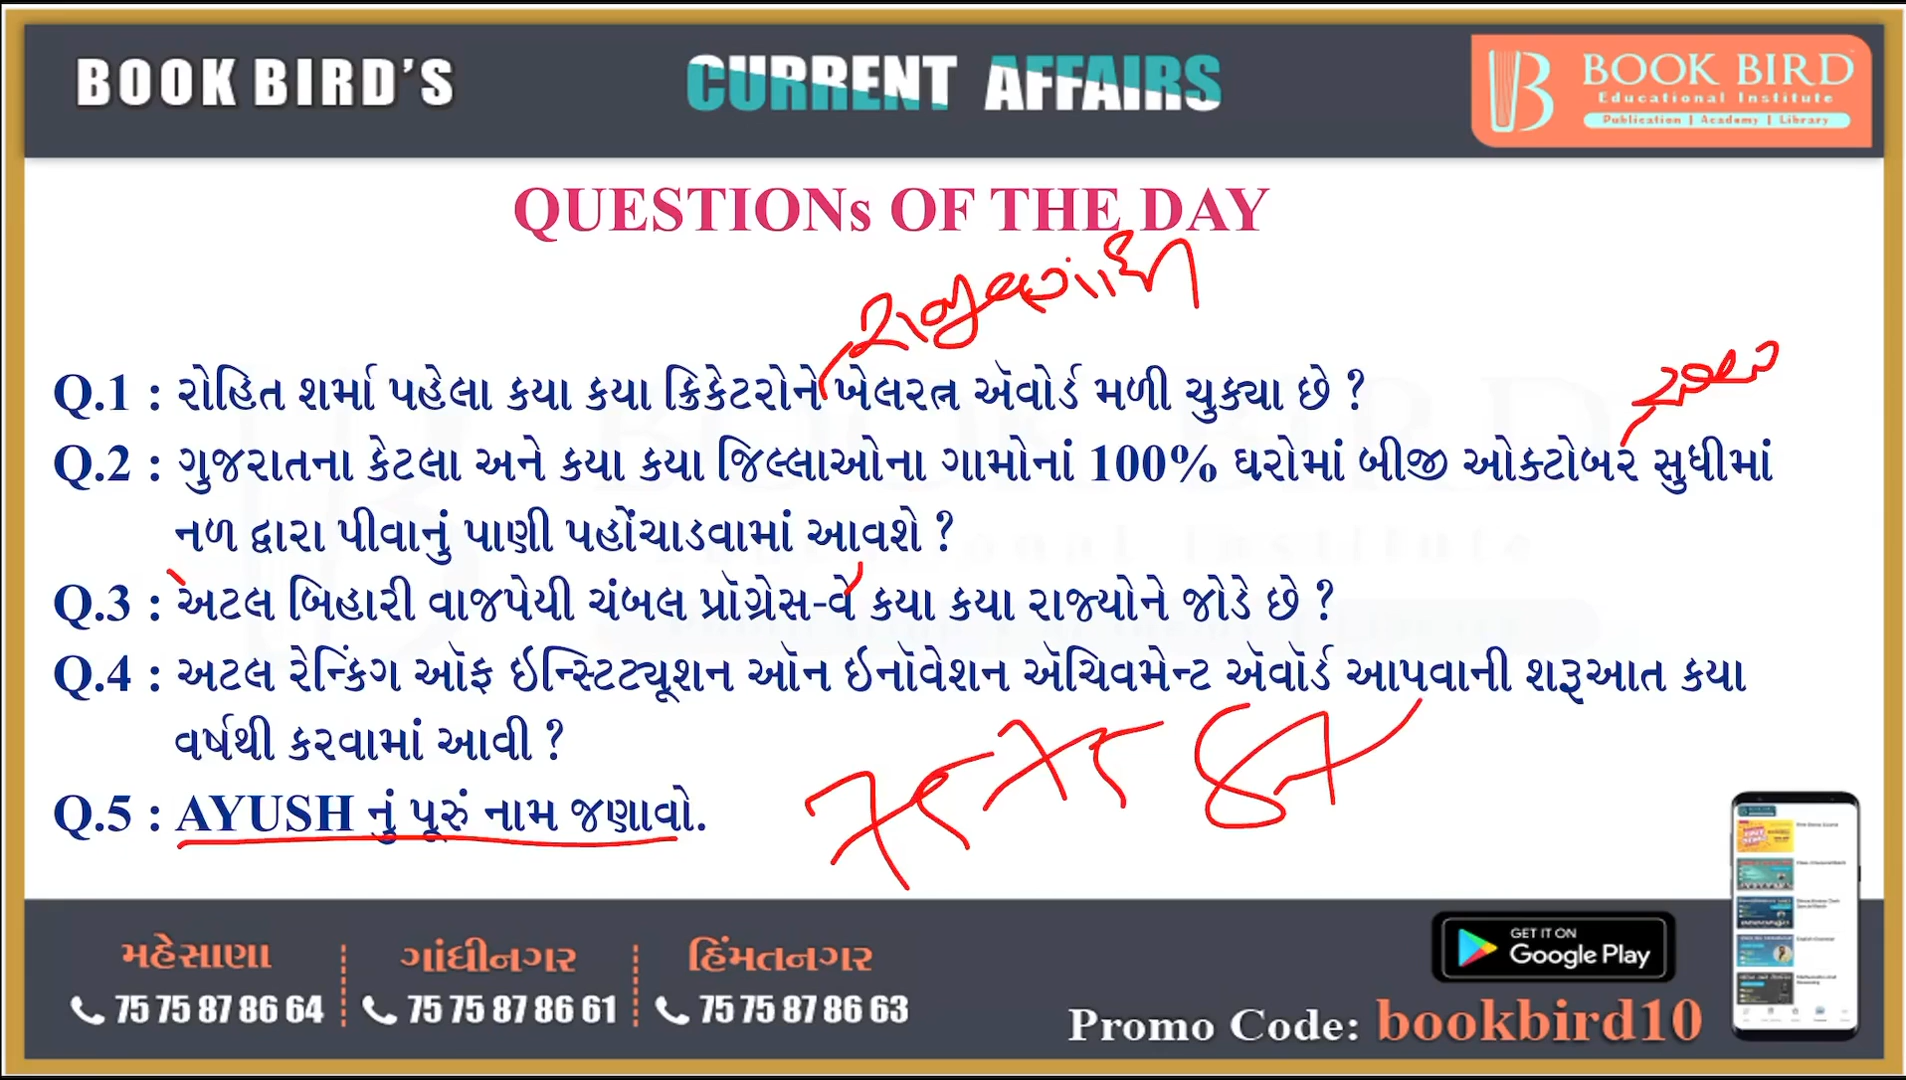 BOOK BIRD'S
CURRENT AFFAIRS
BOOK BIRD
Educational Institute
Publication | Academy | Library
QUESTIONs OF THE DAY
રાજીવગાંધી
Q.1 : રોહિત શર્મા પહેલા કયા કયા ક્રિકેટરોને ખેલરત્ન ઍવોર્ડ મળી ચુક્યા છે ?
Q.2 : ગુજરાતના કેટલા અને કયા કયા જિલ્લાઓના ગામોનાં 100% ઘરોમાં બીજી ઓક્ટોબર સુધીમાં
નળ દ્વારા પીવાનું પાણી પહોંચાડવામાં આવશે ?
Q.3 : અટલ બિહારી વાજપેયી ચંબલ પ્રૉગ્રેસ-વે કયા કયા રાજ્યોને જોડે છે ?
Q.4 : અટલ રેન્કિંગ ઑફ ઇન્સ્ટિટ્યૂશન ઑન ઇનૉવેશન ઍચિવમેન્ટ ઍવૉર્ડ આપવાની શરૂઆત કયા
વર્ષથી કરવામાં આવી ?
Q.5 : AYUSH નું પૂરું નામ જણાવો.
મહેસાણા
75 75 87 86 64
ગાંધીનગર
75 75 87 86 61
હિંમતનગર
75 75 87 86 63
GET IT ON
Google Play
Promo Code: bookbird10